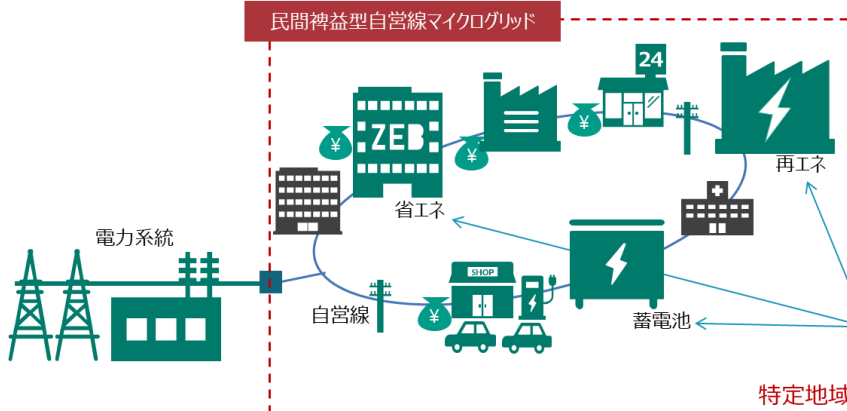 民間裨益型自営線マイクログリッド
24
ZEB
¥
¥
¥
再エネ
省エネ
電力系統
SHOP
自営線
¥
蓄電池
特定地域